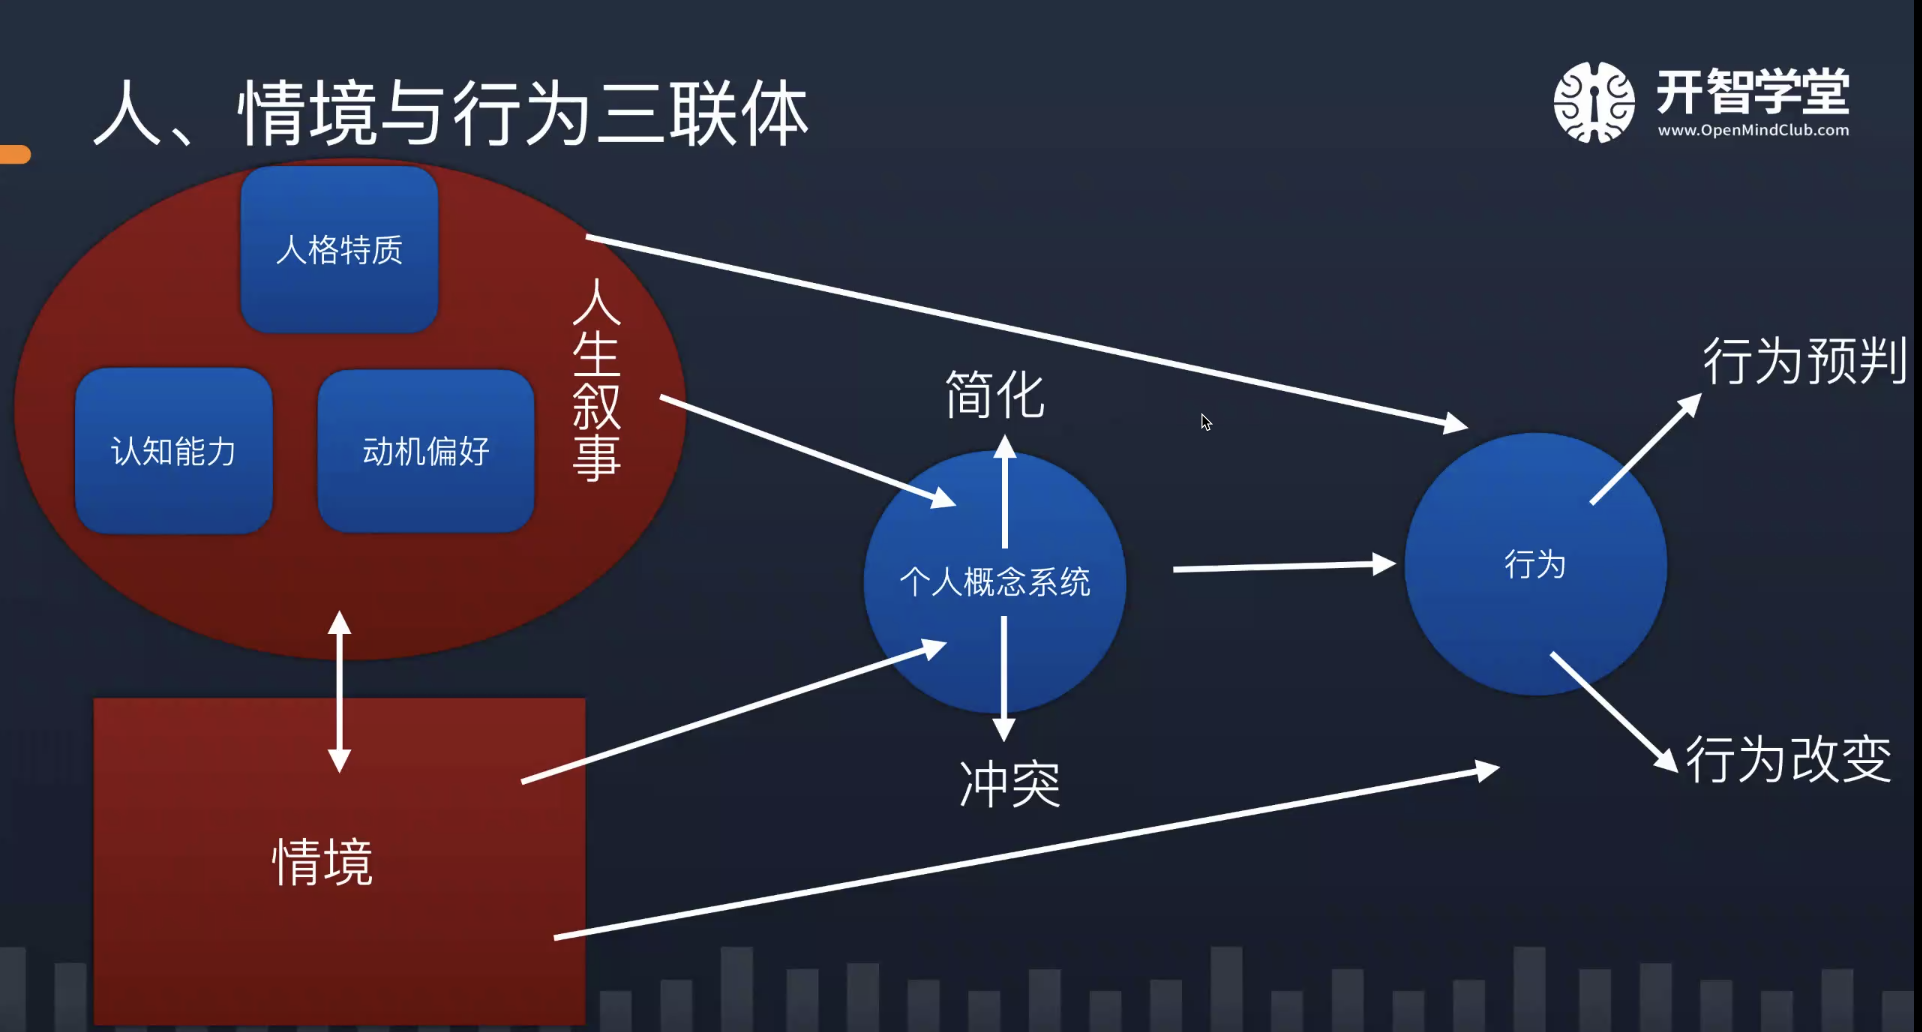 人、情境与行为三联体
开智学堂
www.OpenMindClub.com
人格特质
认知能力
动机偏好
人生叙事
情境
简化
个人概念系统
冲突
行为
行为预判
行为改变